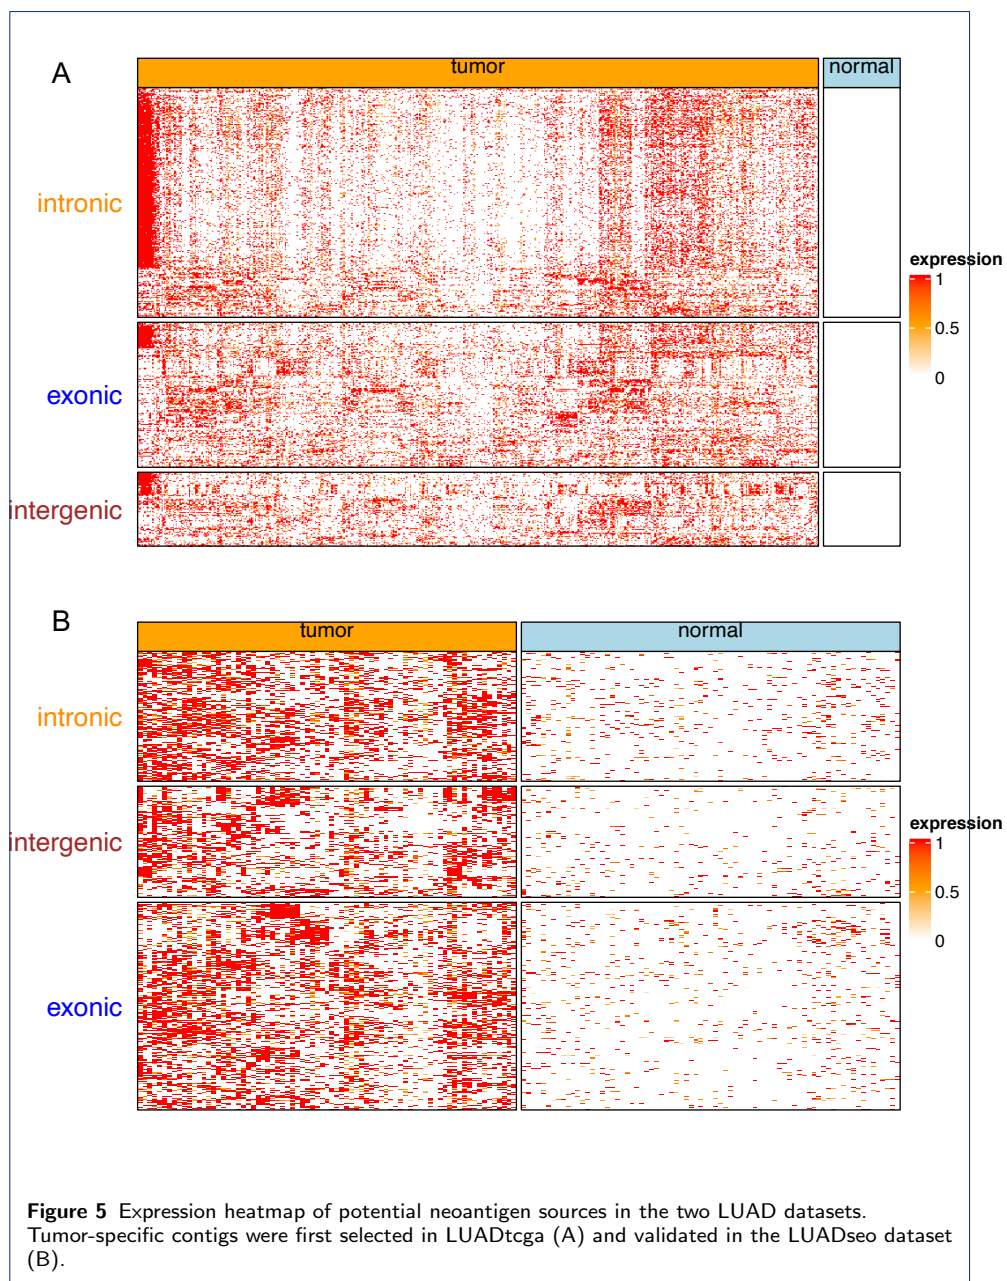 A
tumor
normal
intronic
exonic
intergenic
expression
1
0.5
0
B
tumor
normal
intronic
intergenic
exonic
expression
1
0.5
0
Figure 5 Expression heatmap of potential neoantigen sources in the two LUAD datasets.
Tumor-specific contigs were first selected in LUADtcga (A) and validated in the LUADseo dataset
(B).